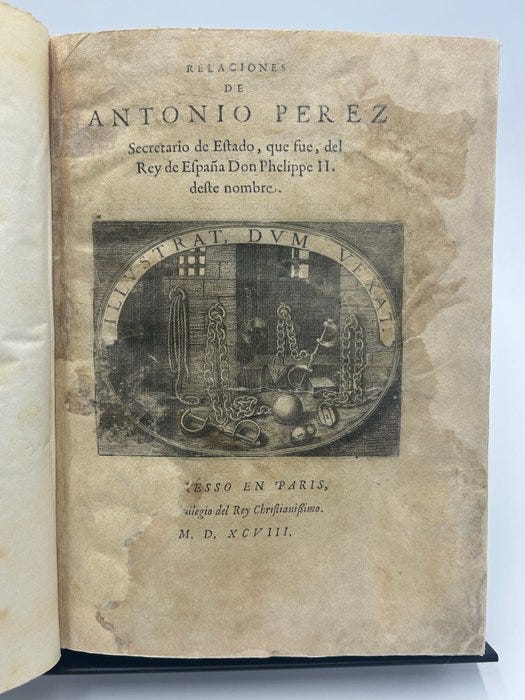 RELACIONES
DE
ANTONIO PEREZ
Secretario de Eſtado, que fue, del
Rey de Eſpaña Don Phelippe II.
deſte nombre.
ILLVSTRAT, DVM VEXAT.
RESSO EN PARIS,
uilegio del Rey Chriſtianiſsimo.
M. D. XCVIII.